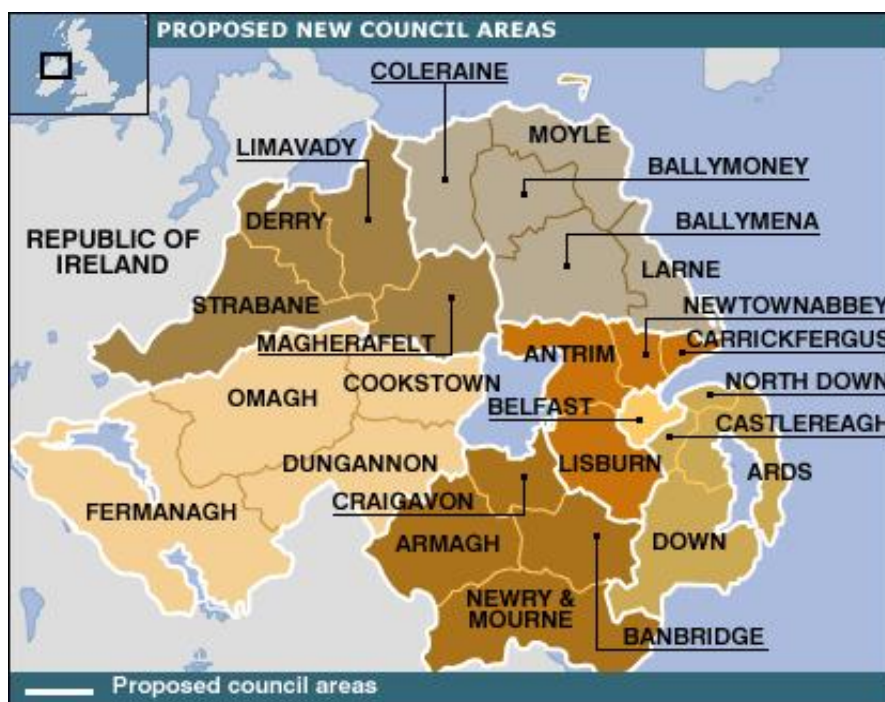 PROPOSED NEW COUNCIL AREAS
COLERAINE
MOYLE
LIMAVADY
BALLYMONEY
DERRY
BALLYMENA
REPUBLIC OF
IRELAND
LARNE
STRABANE
NEWTOWNABBEY
MAGHERAFELT
ANTRIM
CARRICKFERGUS
COOKSTOWN
NORTH DOWN
OMAGH
BELFAST
CASTLEREAGH
DUNGANNON
LISBURN
ARDS
CRAIGAVON
FERMANAGH
ARMAGH
DOWN
NEWRY &
MOURNE
BANBRIDGE
Proposed council areas